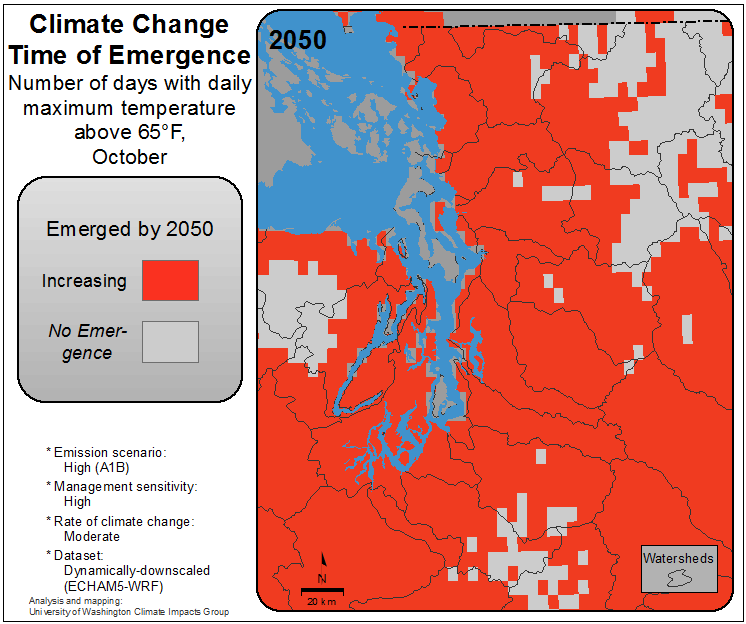 Climate Change
Time of Emergence
Number of days with daily
maximum temperature
above 65°F,
October
Emerged by 2050
Increasing
No Emer-
gence
* Emission scenario:
High (A1B)
* Management sensitivity:
High
* Rate of climate change:
Moderate
* Dataset:
Dynamically-downscaled
(ECHAM5-WRF)
Analysis and mapping:
University of Washington Climate Impacts Group
2050
N
20 km
Watersheds